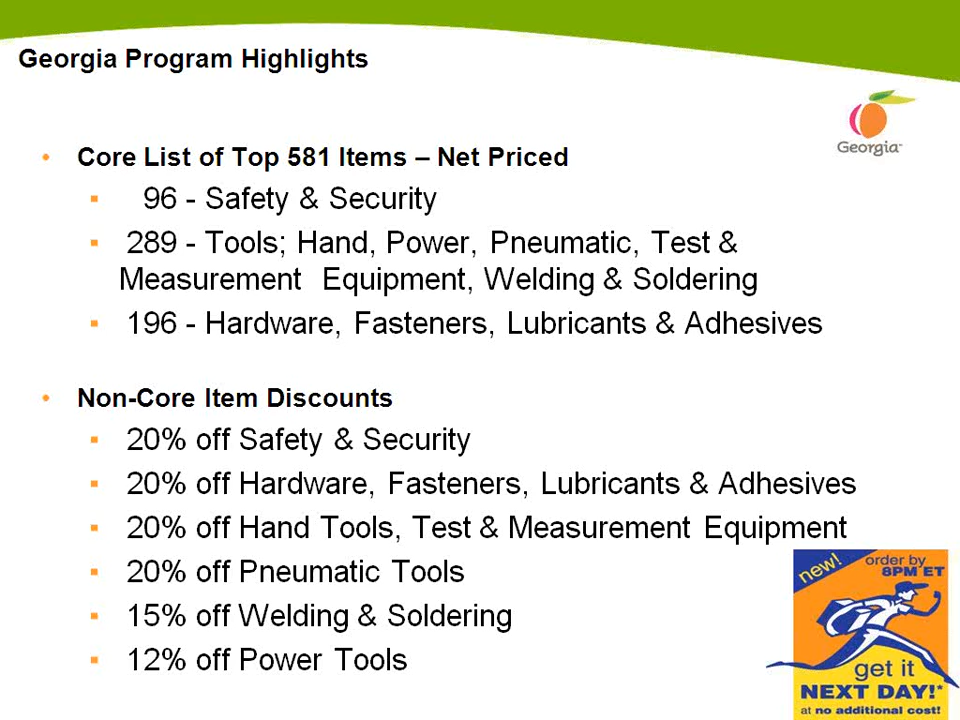 Georgia Program Highlights
Georgia™
• Core List of Top 581 Items – Net Priced
▪ 96 - Safety & Security
▪ 289 - Tools; Hand, Power, Pneumatic, Test &
Measurement Equipment, Welding & Soldering
▪ 196 - Hardware, Fasteners, Lubricants & Adhesives
• Non-Core Item Discounts
▪ 20% off Safety & Security
▪ 20% off Hardware, Fasteners, Lubricants & Adhesives
▪ 20% off Hand Tools, Test & Measurement Equipment
▪ 20% off Pneumatic Tools
▪ 15% off Welding & Soldering
▪ 12% off Power Tools
new!
order by
8PM ET
get it
NEXT DAY!*
at no additional cost!